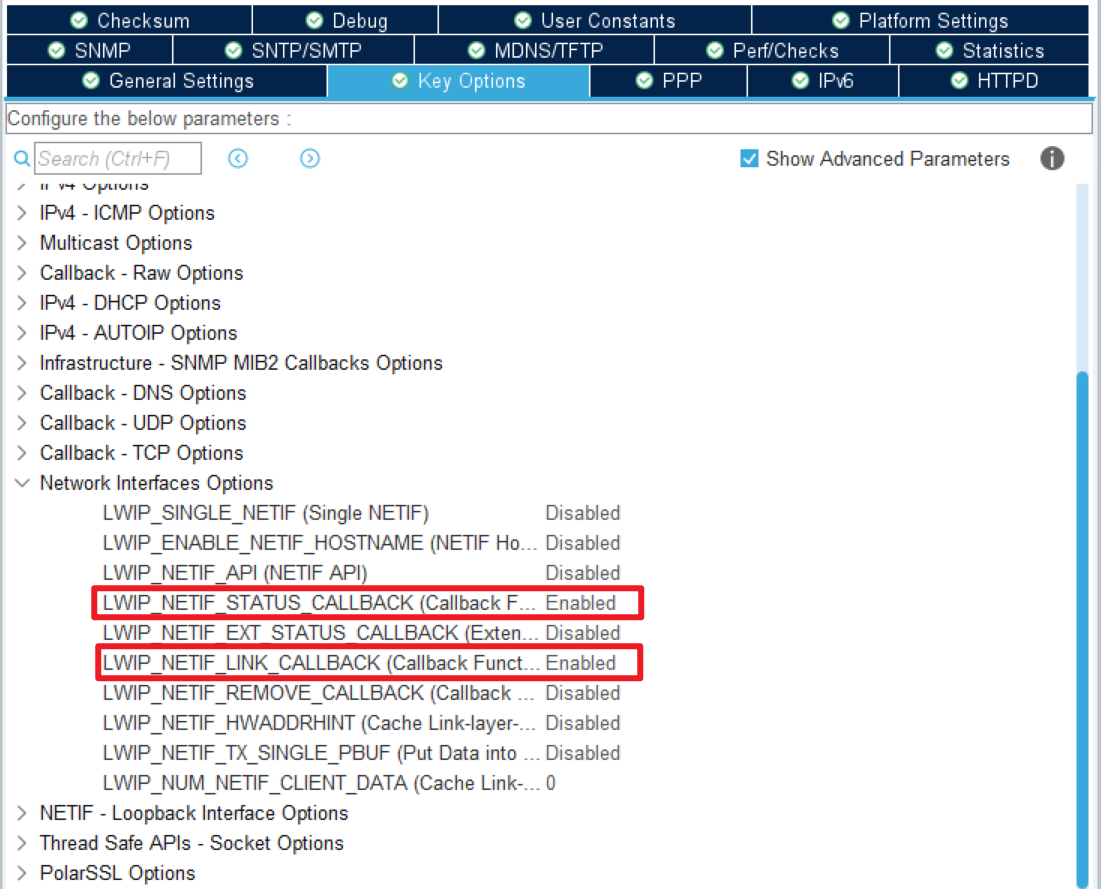 Checksum Debug User Constants Platform Settings
SNMP SNTP/SMTP MDNS/TFTP Perf/Checks Statistics
General Settings Key Options PPP IPv6 HTTPD
Configure the below parameters :
Search (Ctrl+F) Show Advanced Parameters
IPv4 Options
IPv4 - ICMP Options
Multicast Options
Callback - Raw Options
IPv4 - DHCP Options
IPv4 - AUTOIP Options
Infrastructure - SNMP MIB2 Callbacks Options
Callback - DNS Options
Callback - UDP Options
Callback - TCP Options
Network Interfaces Options
LWIP_SINGLE_NETIF (Single NETIF) Disabled
LWIP_ENABLE_NETIF_HOSTNAME (NETIF Ho... Disabled
LWIP_NETIF_API (NETIF API) Disabled
LWIP_NETIF_STATUS_CALLBACK (Callback F... Enabled
LWIP_NETIF_EXT_STATUS_CALLBACK (Exten... Disabled
LWIP_NETIF_LINK_CALLBACK (Callback Funct... Enabled
LWIP_NETIF_REMOVE_CALLBACK (Callback ... Disabled
LWIP_NETIF_HWADDRHINT (Cache Link-layer-... Disabled
LWIP_NETIF_TX_SINGLE_PBUF (Put Data into ... Disabled
LWIP_NUM_NETIF_CLIENT_DATA (Cache Link-... 0
NETIF - Loopback Interface Options
Thread Safe APIs - Socket Options
PolarSSL Options